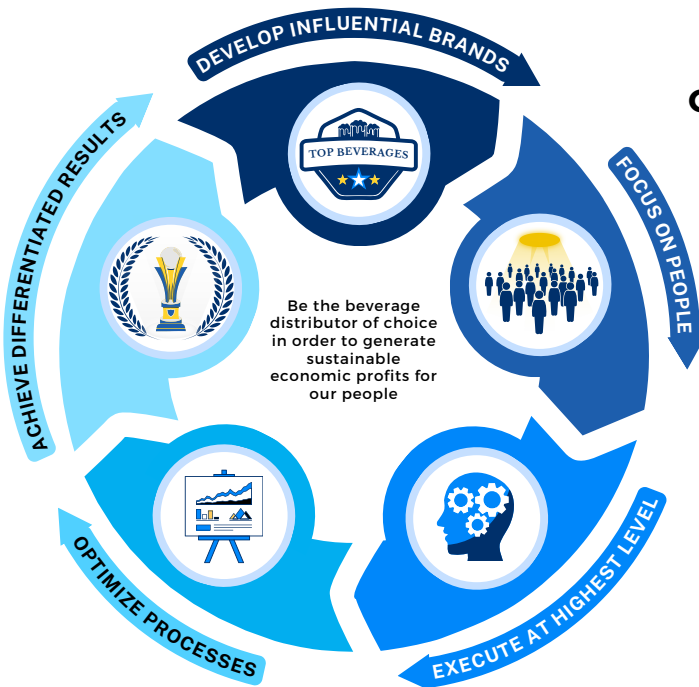 DEVELOP INFLUENTIAL BRANDS
TOP BEVERAGES
FOCUS ON PEOPLE
EXECUTE AT HIGHEST LEVEL
OPTIMIZE PROCESSES
ACHIEVE DIFFERENTIATED RESULTS
Be the beverage
distributor of choice
in order to generate
sustainable
economic profits for
our people